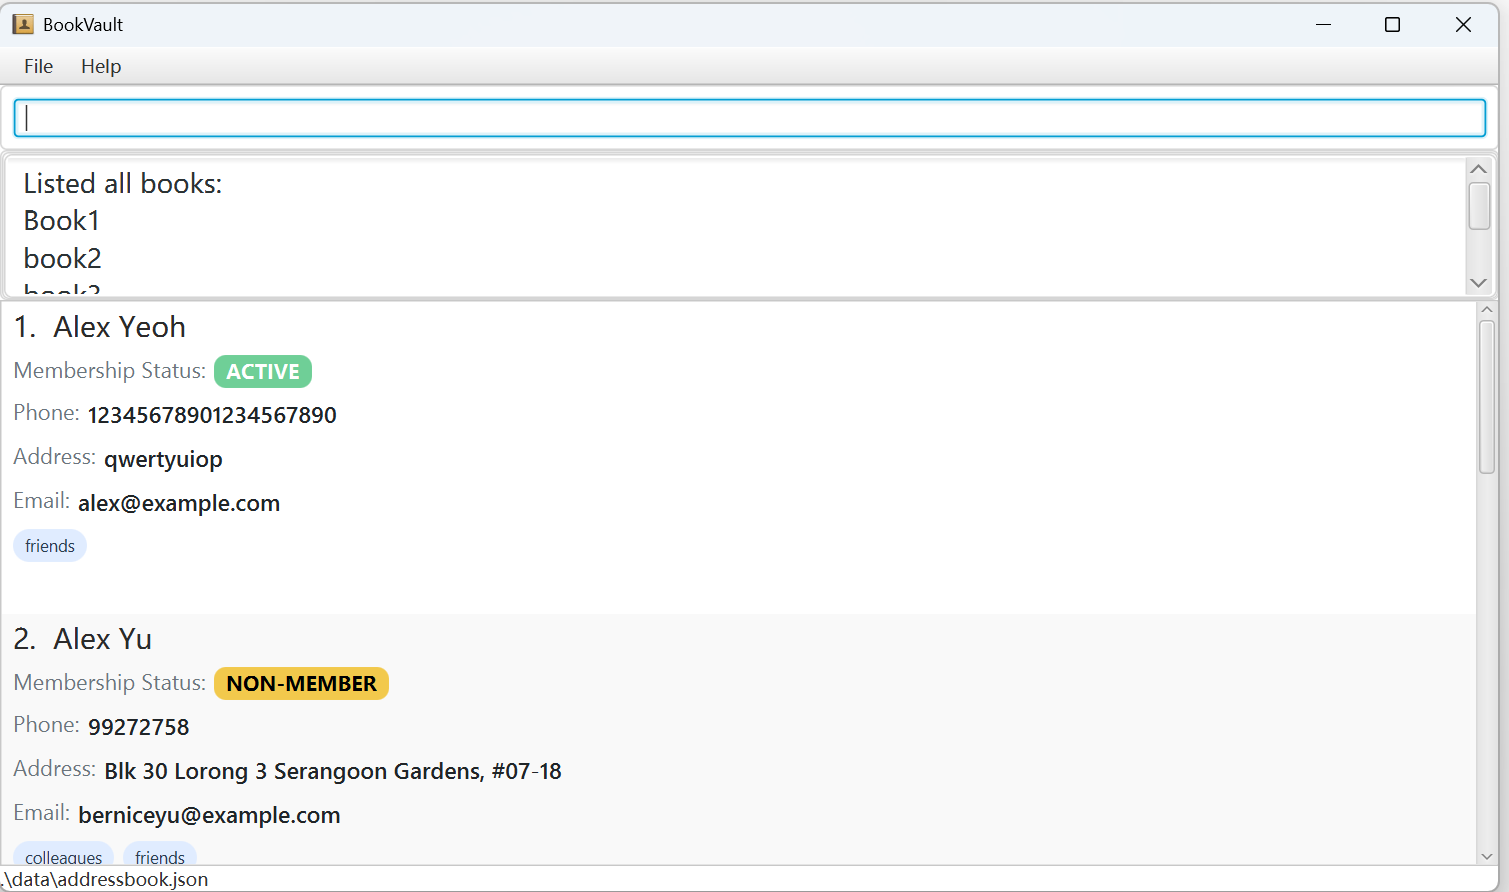 BookVault
File Help
Listed all books:
Book1
book2
book3
1. Alex Yeoh
Membership Status: ACTIVE
Phone: 12345678901234567890
Address: qwertyuiop
Email: alex@example.com
friends
2. Alex Yu
Membership Status: NON-MEMBER
Phone: 99272758
Address: Blk 30 Lorong 3 Serangoon Gardens, #07-18
Email: berniceyu@example.com
colleagues friends
.\data\addressbook.json